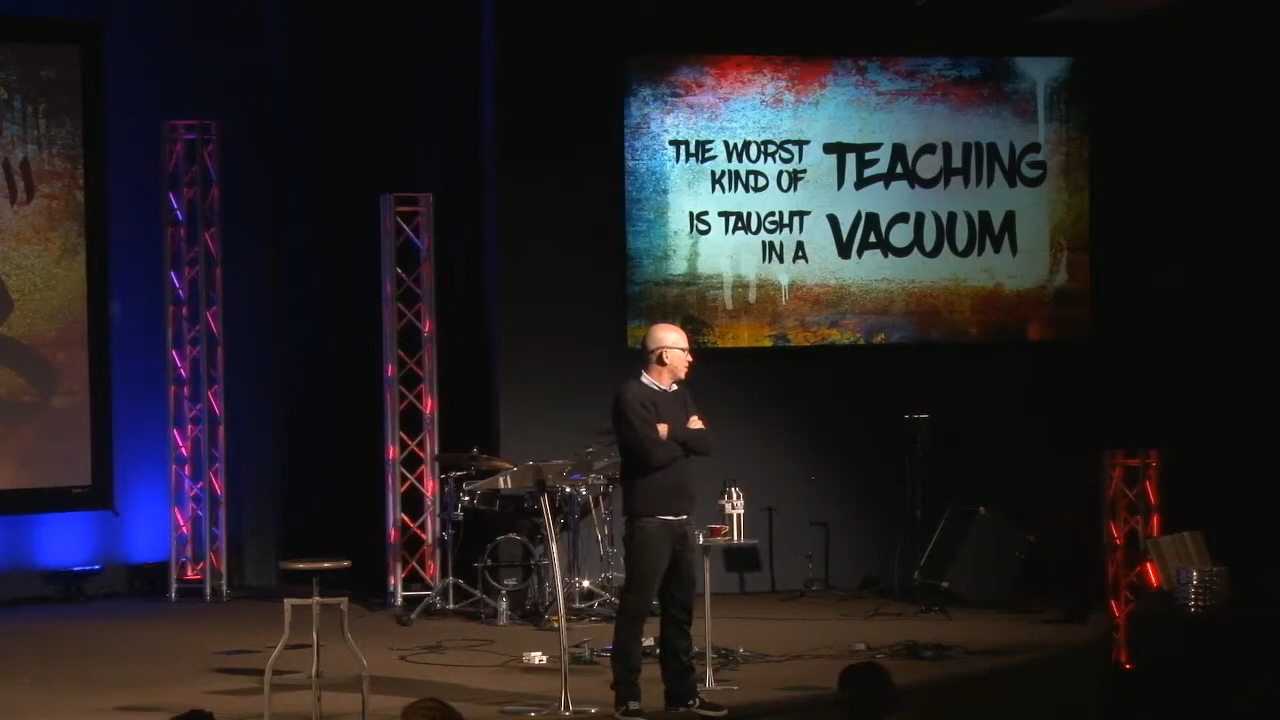 THE WORST
KIND OF
TEACHING
IS TAUGHT
IN A
VACUUM